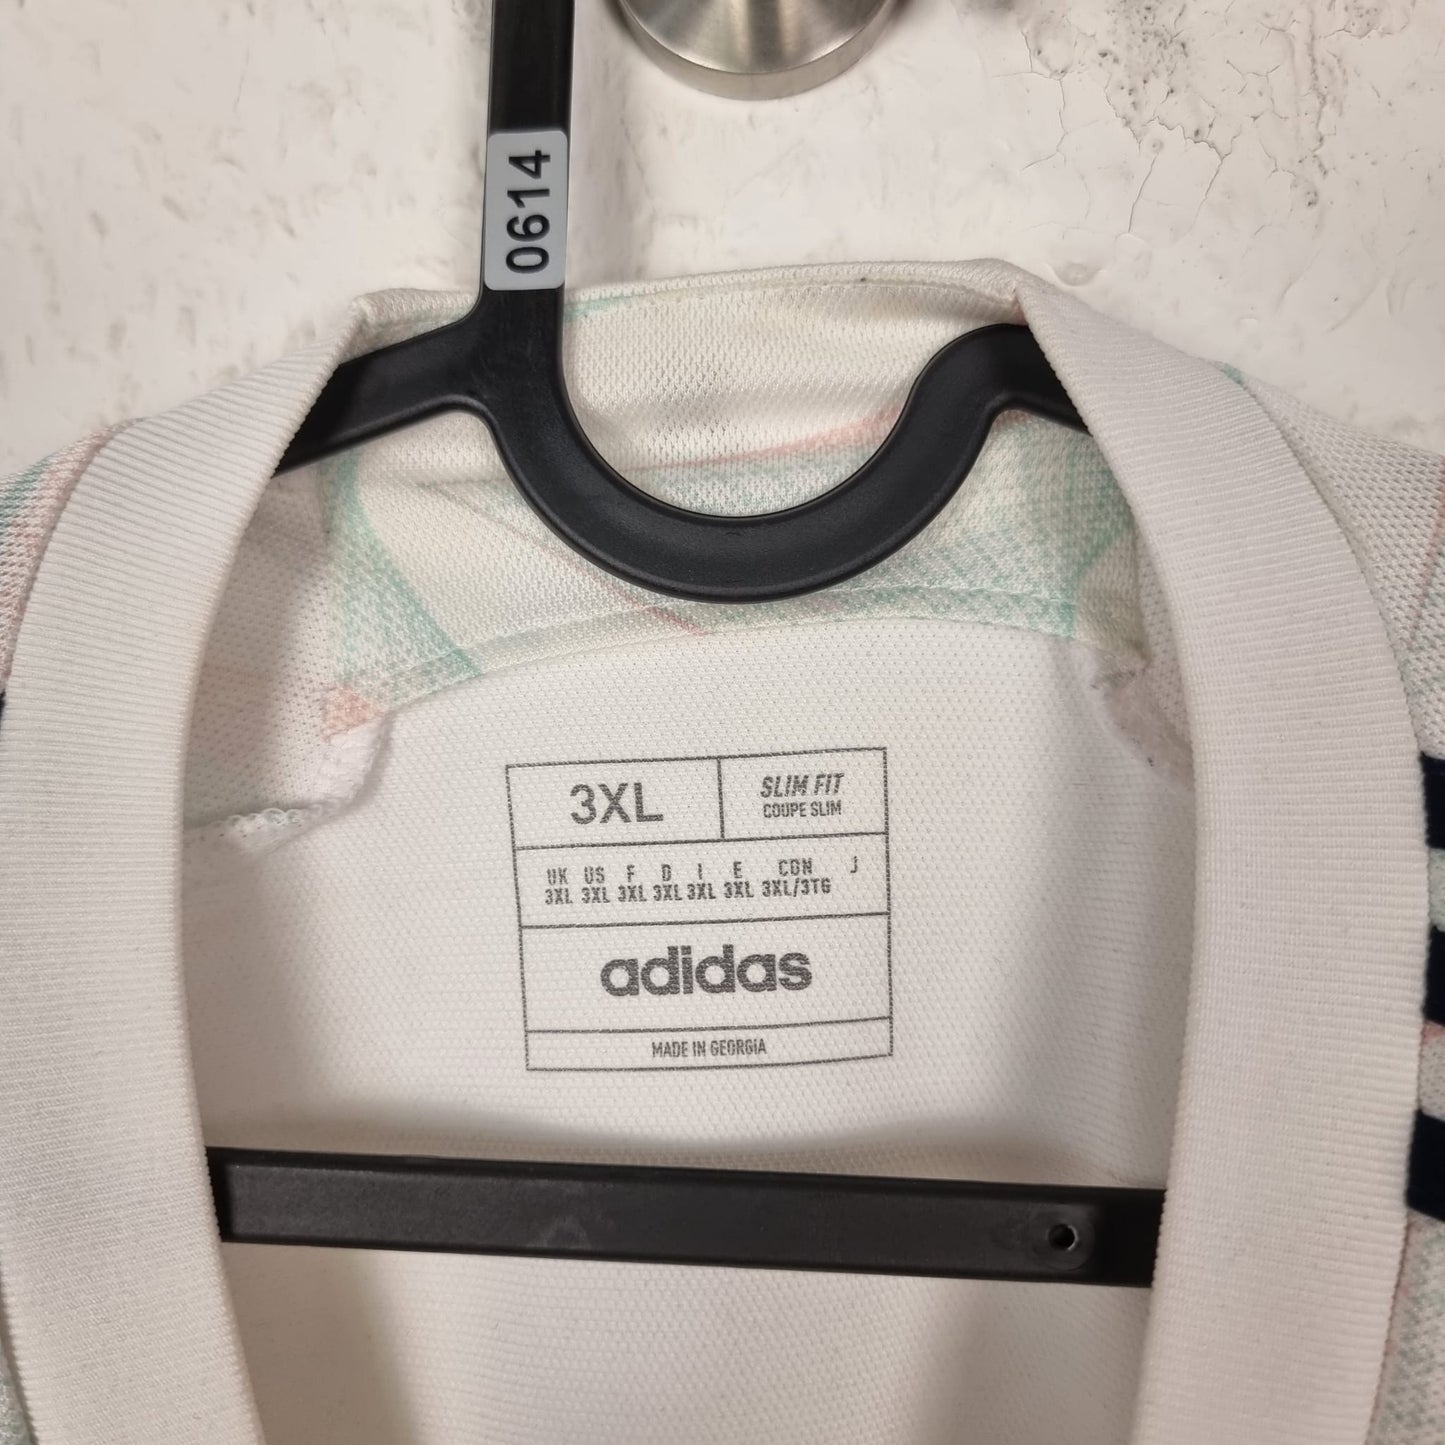 0614
3XL
SLIM FIT
COUPE SLIM
UK US F D I E CDN J
3XL 3XL 3XL 3XL 3XL 3XL 3XL/3TG
adidas
MADE IN GEORGIA